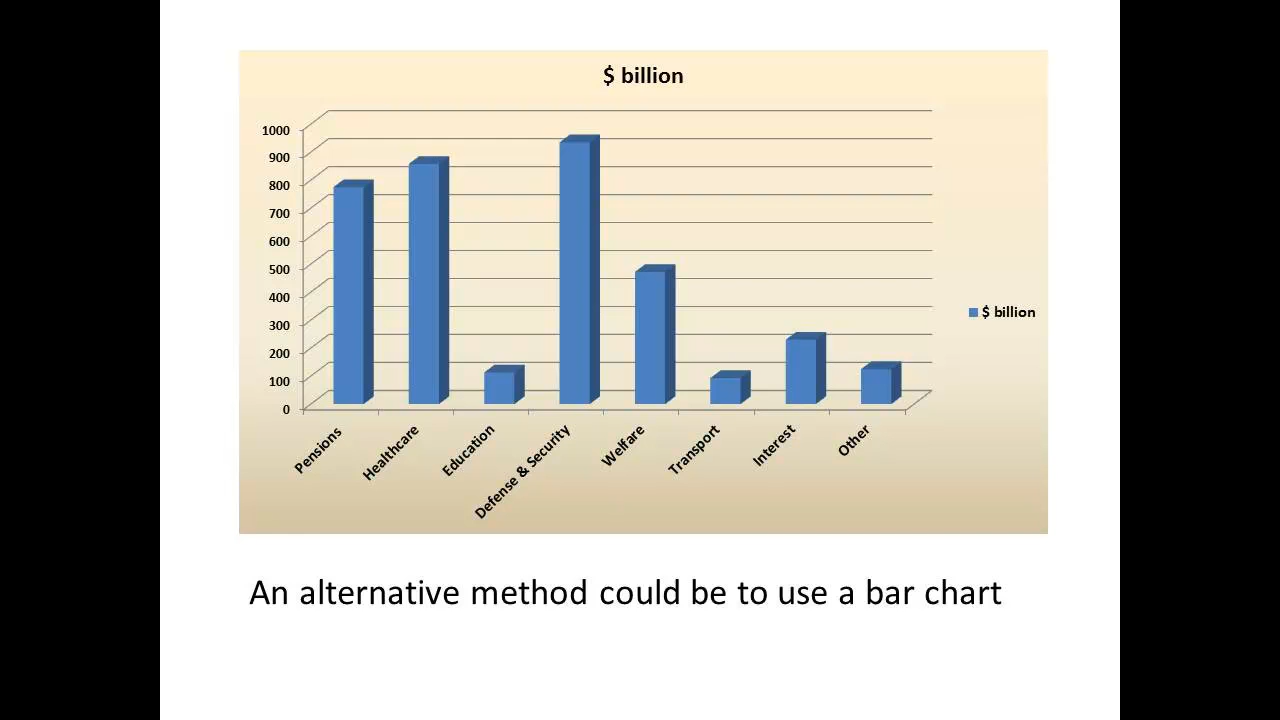 $ billion
1000
900
800
700
600
500
400
300
200
100
0
$ billion
Pensions
Healthcare
Education
Defense & Security
Welfare
Transport
Interest
Other
An alternative method could be to use a bar chart